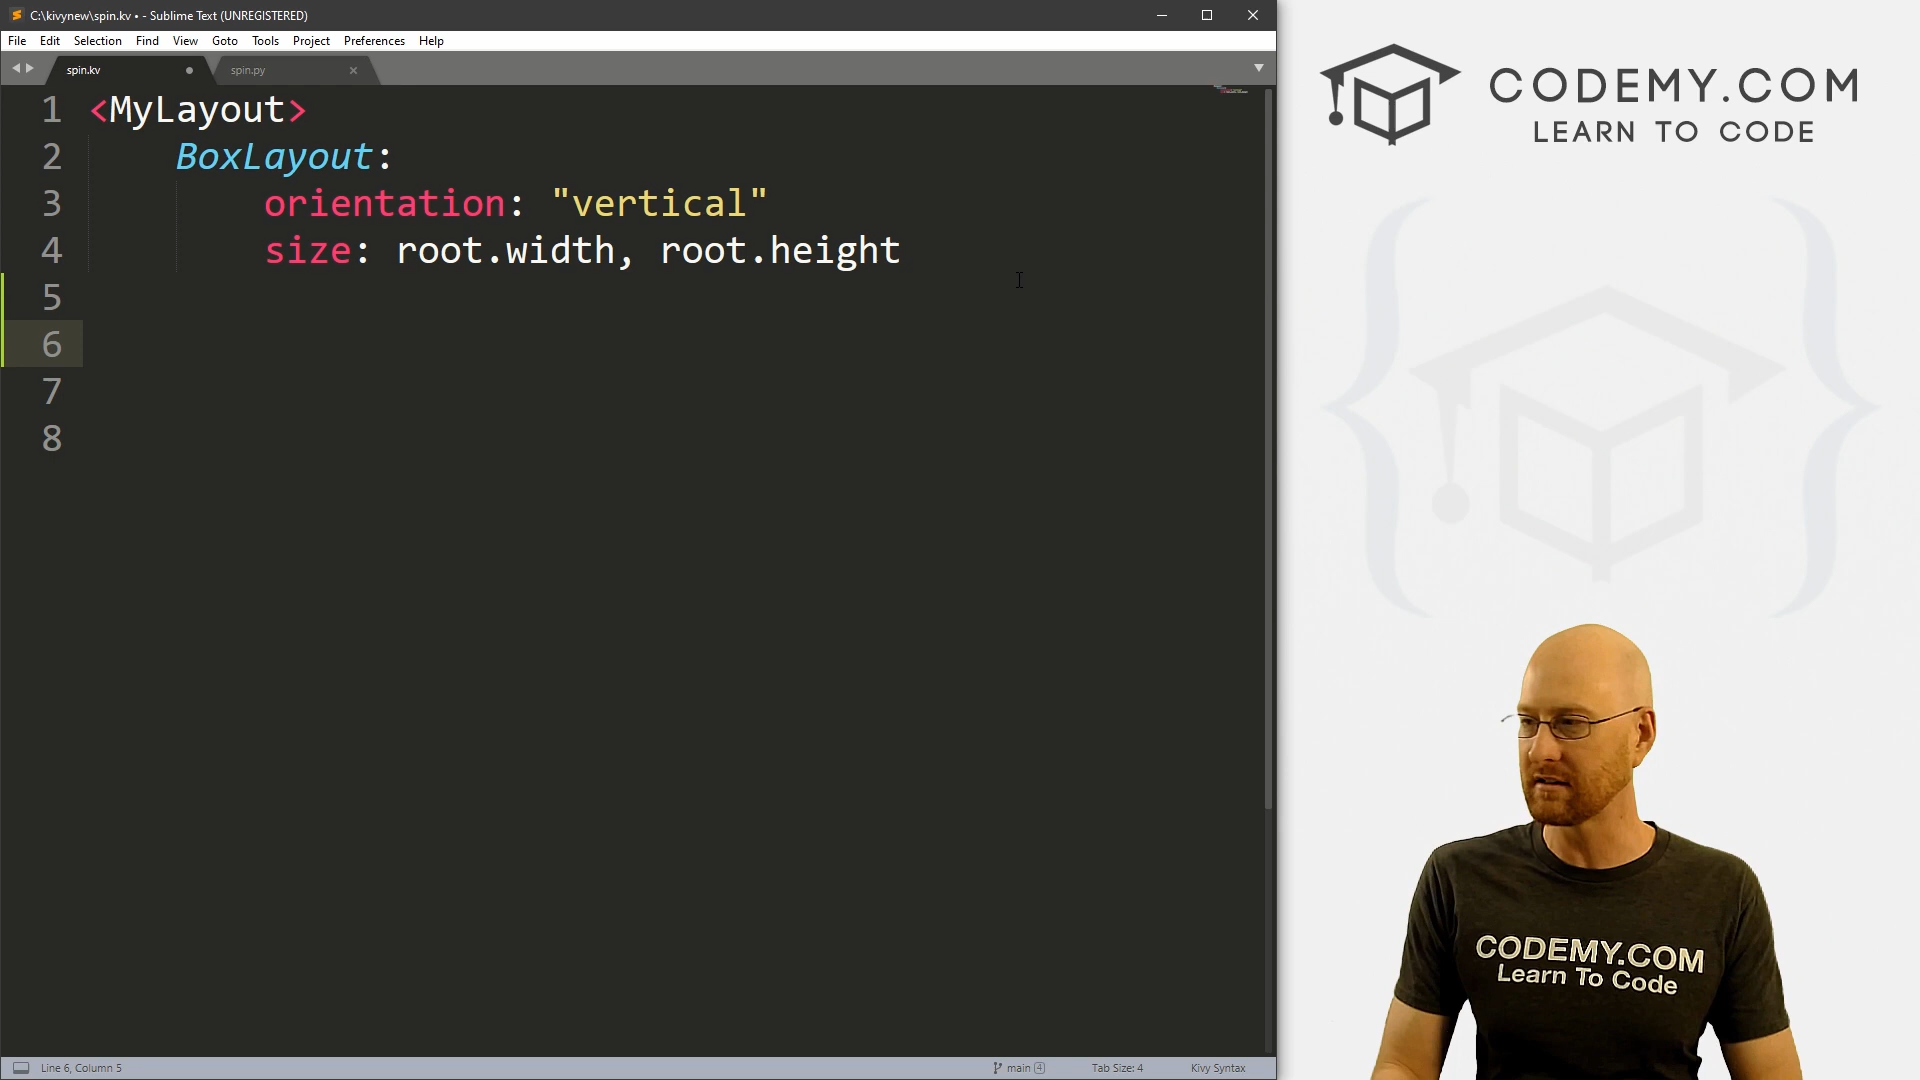 C:\kivynew\spin.kv • - Sublime Text (UNREGISTERED)
File Edit Selection Find View Goto Tools Project Preferences Help
spin.kv spin.py
1 <MyLayout>
2 BoxLayout:
3 orientation: "vertical"
4 size: root.width, root.height
5
6
7
8
Line 6, Column 5 main 4 Tab Size: 4 Kivy Syntax
CODEMY.COM
LEARN TO CODE
CODEMY.COM
Learn To Code